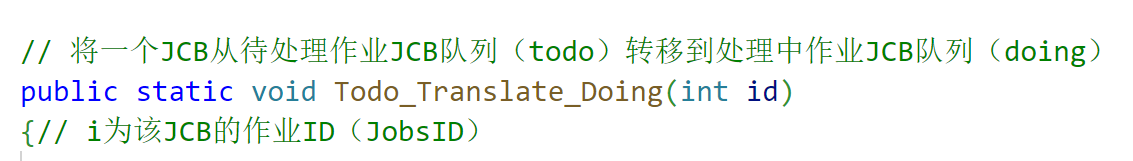 // 将一个JCB从待处理作业JCB队列（todo）转移到处理中作业JCB队列（doing）
public static void Todo_Translate_Doing(int id)
{// i为该JCB的作业ID（JobsID）